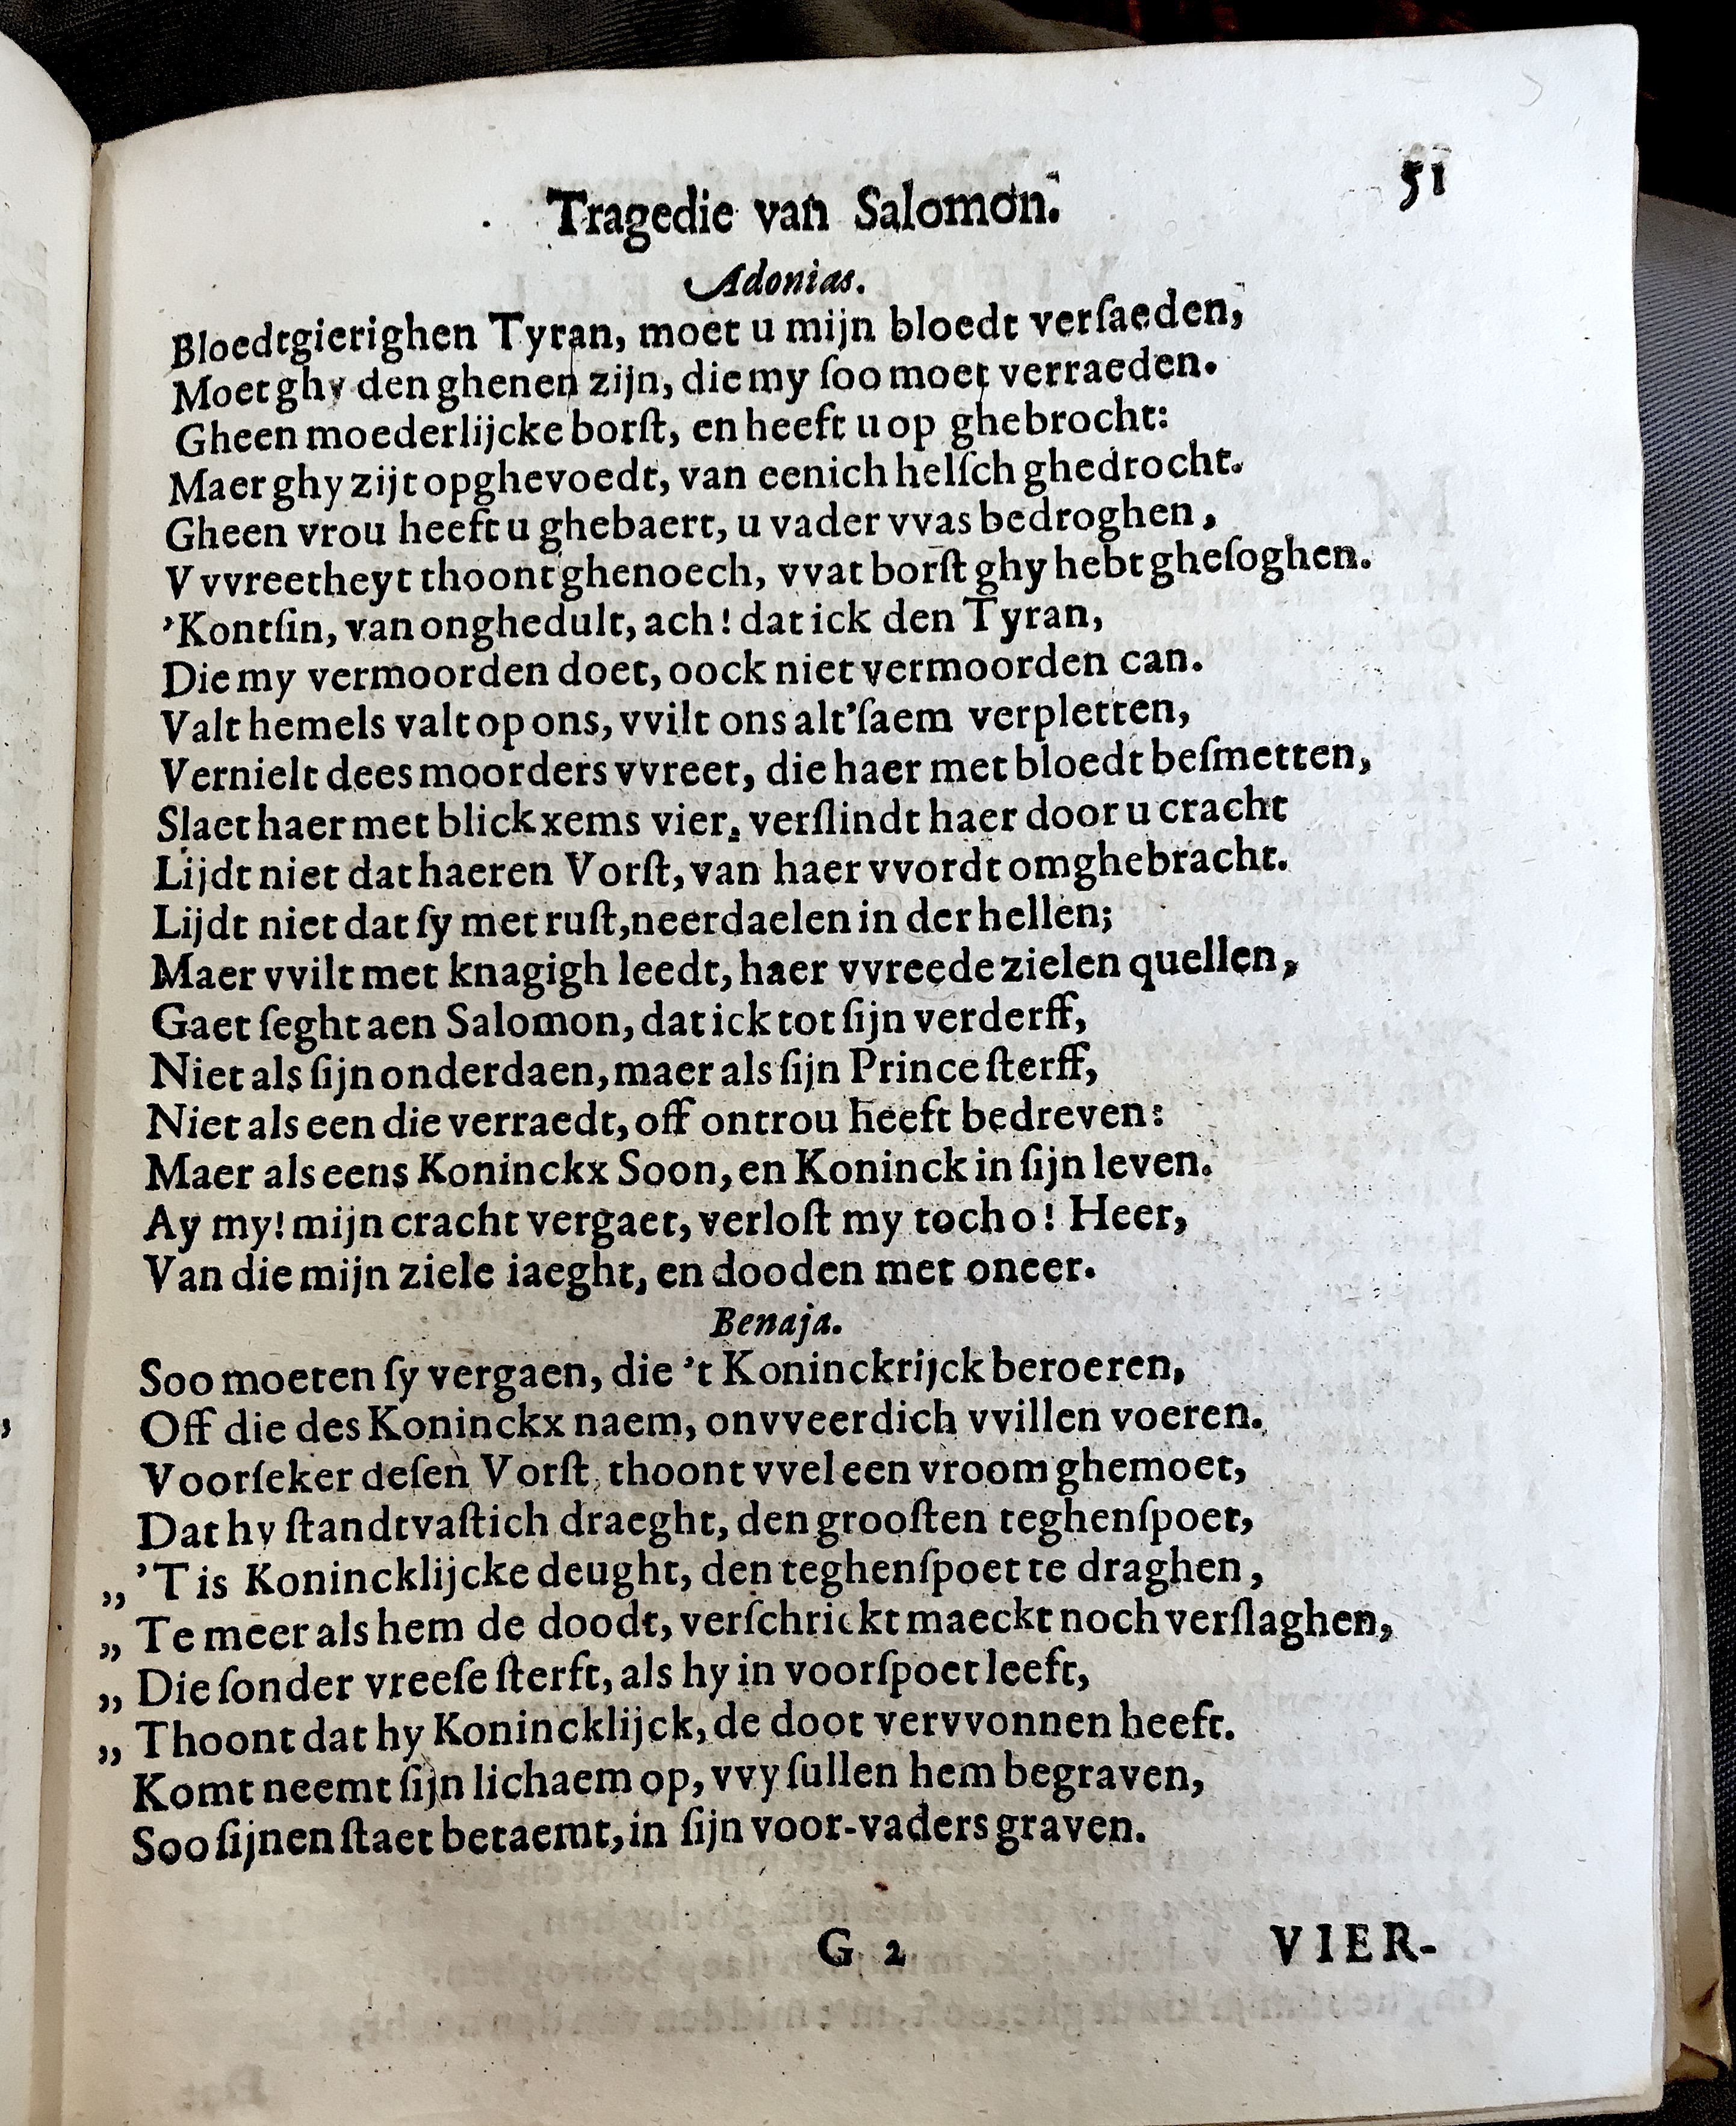 Tragedie van Salomon. 51
Adonias.
Bloedtgierighen Tyran, moet u mijn bloedt verſaeden,
Moet ghy den ghenen zijn, die my ſoo moet verraeden.
Gheen moederlijcke borſt, en heeft u op ghebrocht:
Maer ghy zijt opghevoedt, van eenich helſch ghedrocht.
Gheen vrou heeft u ghebaert, u vader vvas bedroghen,
V vvreetheyt thoont ghenoech, vvat borſt ghy hebt gheſoghen.
'Kontſin, van onghedult, ach! dat ick den Tyran,
Die my vermoorden doet, oock niet vermoorden can.
Valt hemels valt op ons, vvilt ons alt'ſaem verpletten,
Vernielt dees moorders vvreet, die haer met bloedt beſmetten,
Slaet haer met blickxems vier, verſlindt haer door u cracht
Lijdt niet dat haeren Vorſt, van haer vvordt omghebracht.
Lijdt niet dat ſy met ruſt, neerdaelen in der hellen;
Maer vvilt met knagigh leedt, haer vvreede zielen quellen,
Gaet ſeght aen Salomon, dat ick tot ſijn verderff,
Niet als ſijn onderdaen, maer als ſijn Prince ſterff,
Niet als een die verraedt, off ontrou heeft bedreven:
Maer als eens Koninckx Soon, en Koninck in ſijn leven.
Ay my! mijn cracht vergaet, verloſt my toch o! Heer,
Van die mijn ziele iaeght, en dooden met oneer.
Benaja.
Soo moeten ſy vergaen, die 't Koninckrijck beroeren,
Off die des Koninckx naem, onvveerdich vvillen voeren.
Voorſeker deſen Vorſt, thoont vvel een vroom ghemoet,
Dat hy ſtandtvaſtich draeght, den grooſten teghenſpoet,
„ 'T is Konincklijcke deught, den teghenſpoet te draghen,
„ Te meer als hem de doodt, verſchrickt maeckt noch verſlaghen,
„ Die ſonder vreeſe ſterft, als hy in voorſpoet leeft,
„ Thoont dat hy Konincklijck, de doot vervvonnen heeft.
Komt neemt ſijn lichaem op, vvy ſullen hem begraven,
Soo ſijnen ſtaet betaemt, in ſijn voor-vaders graven.
G 2 VIER-